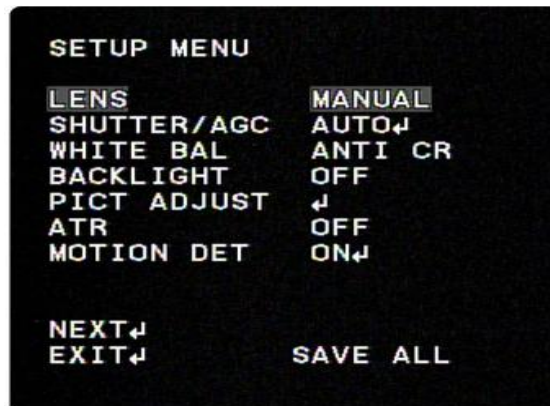 SETUP MENU
LENS MANUAL
SHUTTER/AGC AUTO↵
WHITE BAL ANTI CR
BACKLIGHT OFF
PICT ADJUST ↵
ATR OFF
MOTION DET ON↵
NEXT↵
EXIT↵ SAVE ALL